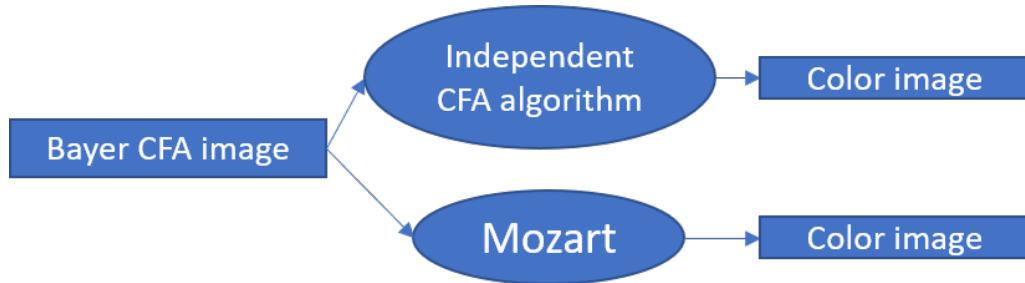 Independent
CFA algorithm
Color image
Bayer CFA image
Mozart
Color image